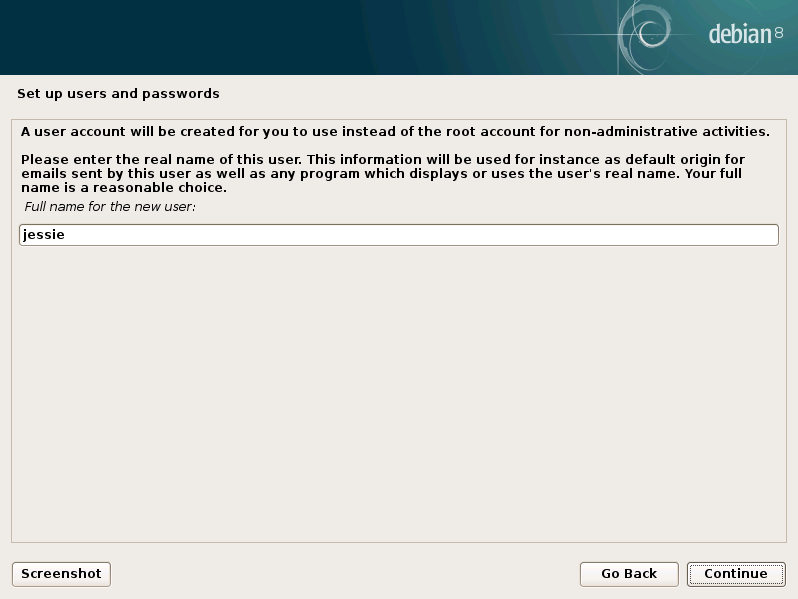 debian 8
Set up users and passwords
A user account will be created for you to use instead of the root account for non-administrative activities.
Please enter the real name of this user. This information will be used for instance as default origin for
emails sent by this user as well as any program which displays or uses the user's real name. Your full
name is a reasonable choice.
Full name for the new user:
jessie
Screenshot
Go Back
Continue